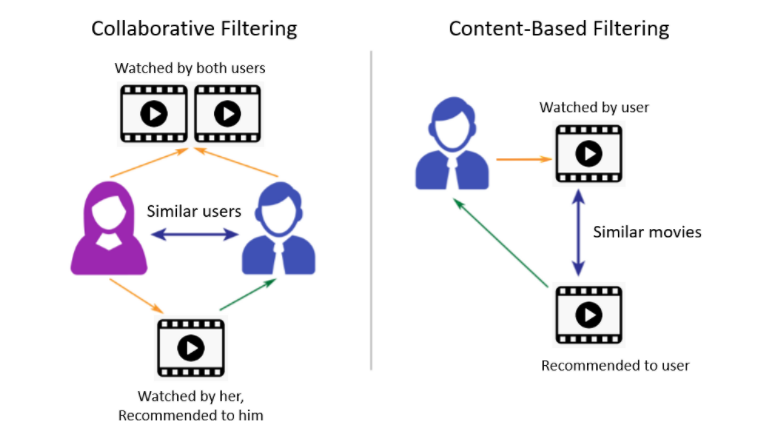 Collaborative Filtering
Watched by both users
Similar users
Watched by her,
Recommended to him
Content-Based Filtering
Watched by user
Similar movies
Recommended to user